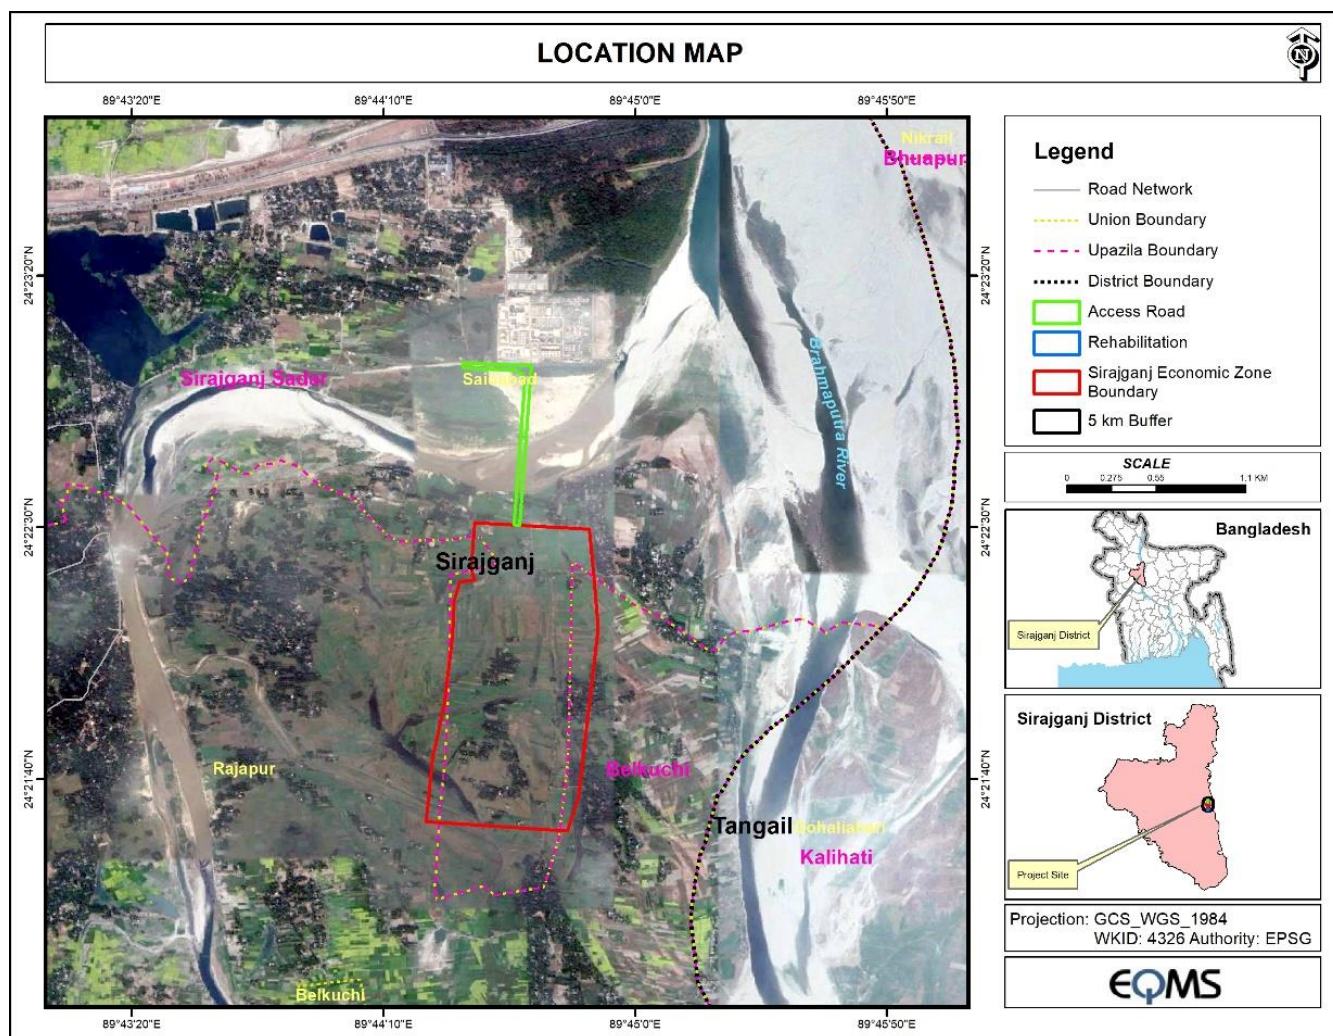 LOCATION MAP
N
89°43'20"E
89°44'10"E
89°45'0"E
89°45'50"E
24°23'20"N
24°22'30"N
24°21'40"N
24°23'20"N
24°22'30"N
24°21'40"N
Nikrail
Bhuapur
Sirajganj Sadar
Brahmaputra River
Sirajganj
Rajapur
Belkuchi
Tangail
Kalihati
Belkuchi
89°43'20"E
89°44'10"E
89°45'0"E
89°45'50"E
Legend
Road Network
Union Boundary
Upazila Boundary
District Boundary
Access Road
Rehabilitation
Sirajganj Economic Zone
Boundary
5 km Buffer
SCALE
0 0.275 0.55 1.1 KM
Bangladesh
Sirajganj District
Sirajganj District
Project Site
Projection: GCS_WGS_1984
WKID: 4326 Authority: EPSG
EQMS